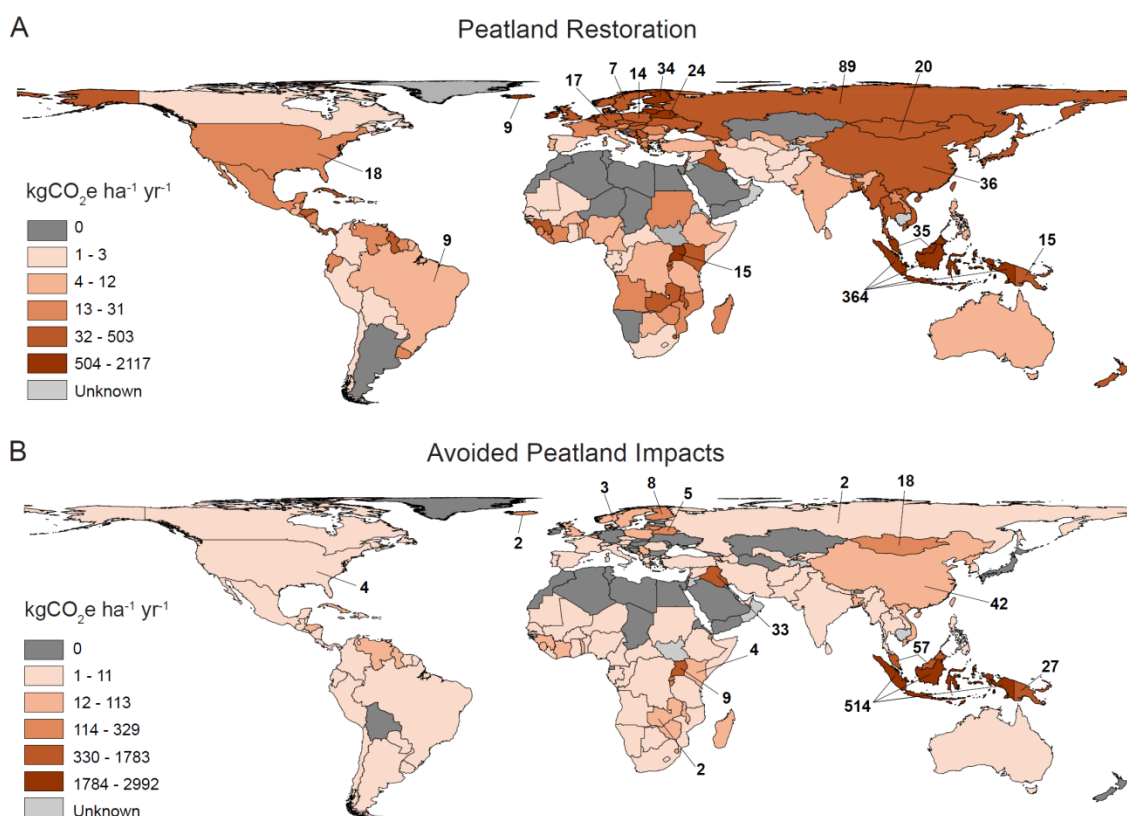 A
Peatland Restoration
17
7
14
34
24
89
20
9
18
36
kgCO₂e ha⁻¹ yr⁻¹
0
1 - 3
4 - 12
13 - 31
32 - 503
504 - 2117
Unknown
9
15
35
15
364
B
Avoided Peatland Impacts
3
8
5
2
18
2
4
42
kgCO₂e ha⁻¹ yr⁻¹
0
1 - 11
12 - 113
114 - 329
330 - 1783
1784 - 2992
Unknown
33
4
57
27
9
514
2